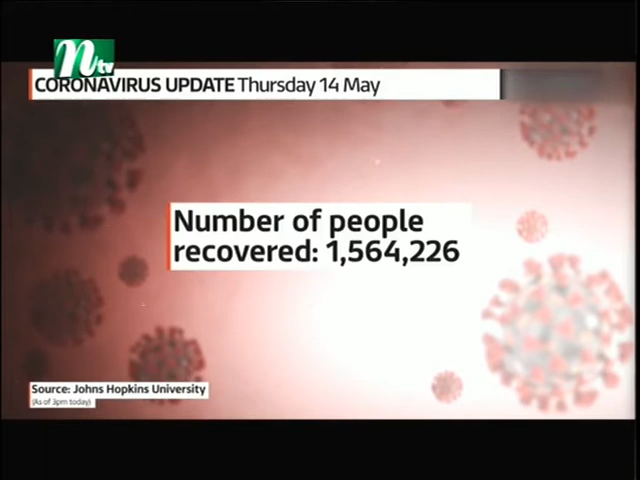 ntv
CORONAVIRUS UPDATE Thursday 14 May
Number of people
recovered: 1,564,226
Source: Johns Hopkins University
(As of 3pm today)